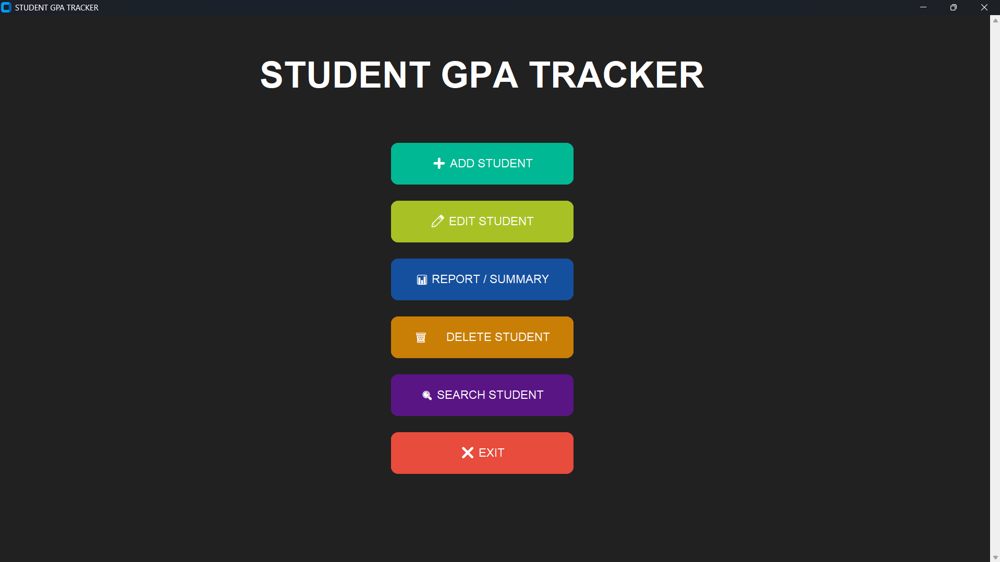 STUDENT GPA TRACKER
STUDENT GPA TRACKER
ADD STUDENT
EDIT STUDENT
REPORT / SUMMARY
DELETE STUDENT
SEARCH STUDENT
EXIT